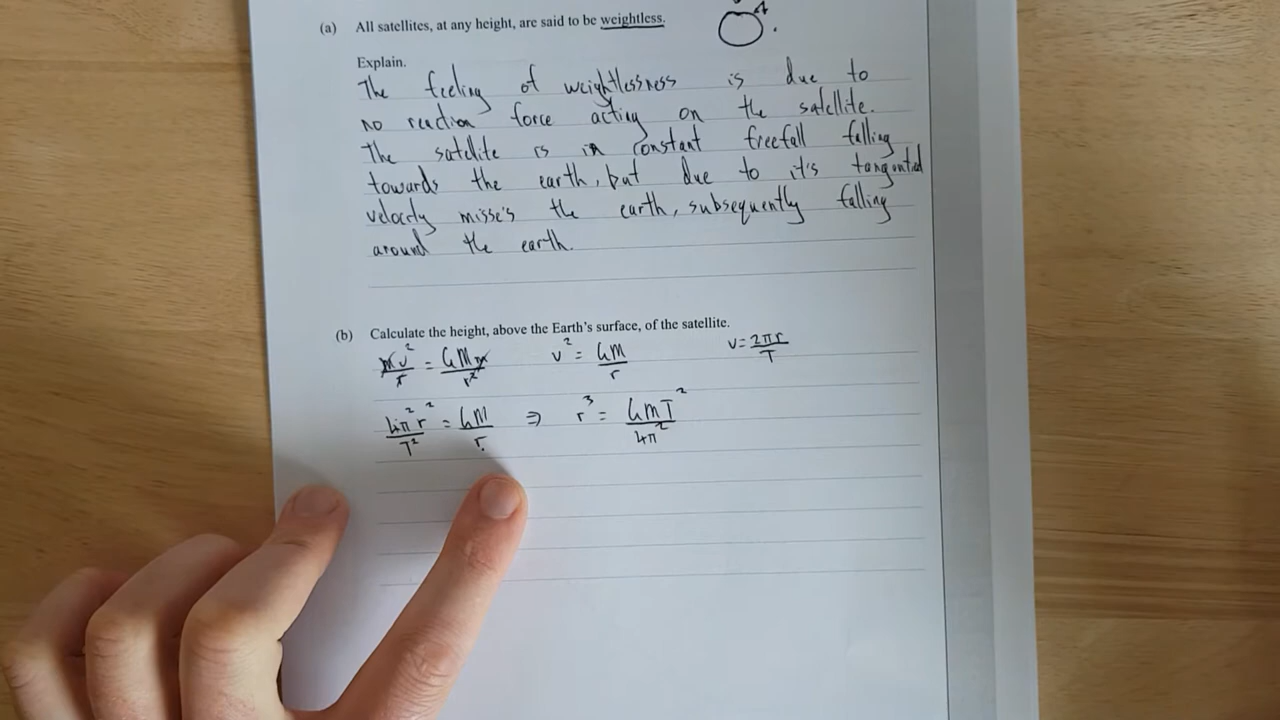 (a) All satellites, at any height, are said to be weightless.
Explain.
The feeling of weightlessness is due to
no reaction force acting on the satellite.
The satellite is in constant freefall falling
towards the earth, but due to it's tangential
velocity misse's the earth, subsequently falling
around the earth.
(b) Calculate the height, above the Earth's surface, of the satellite.
mv²/r = GMm/r² v² = GM/r v = 2πr/T
4π²r²/T² = GM/r ⇒ r³ = GMT²/4π²